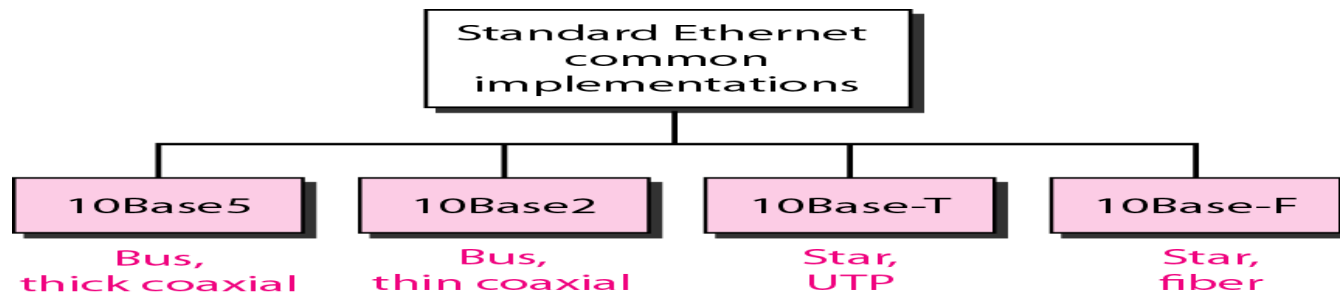 Standard Ethernet
common
implementations
10Base5
10Base2
10Base-T
10Base-F
Bus,
thick coaxial
Bus,
thin coaxial
Star,
UTP
Star,
fiber